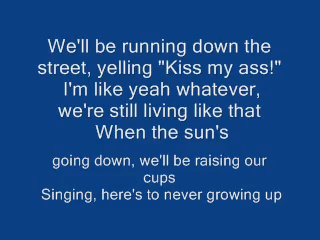 We'll be running down the
street, yelling "Kiss my ass!"
I'm like yeah whatever,
we're still living like that
When the sun's
going down, we'll be raising our
cups
Singing, here's to never growing up